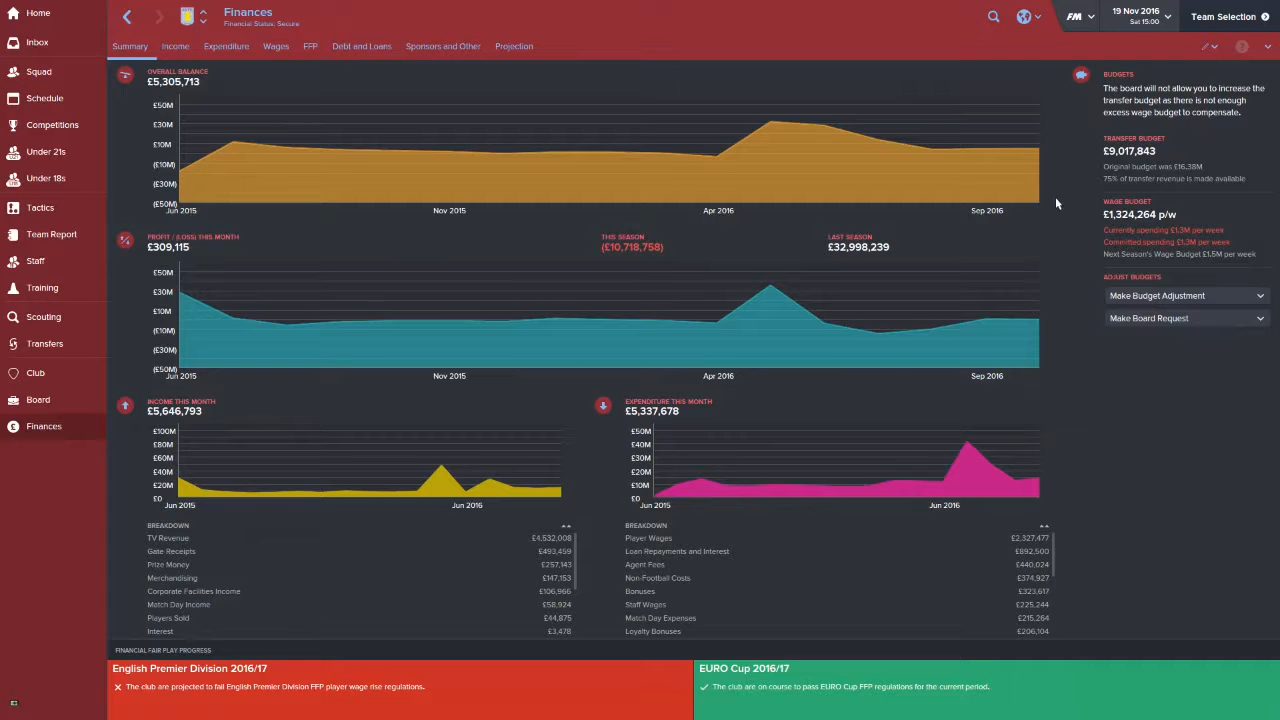 Home
Inbox
Squad
Schedule
Competitions
Under 21s
Under 18s
Tactics
Team Report
Staff
Training
Scouting
Transfers
Club
Board
Finances
Finances
Financial Status: Secure
FM
19 Nov 2016
Sat 15:00
Team Selection
Summary Income Expenditure Wages FFP Debt and Loans Sponsors and Other Projection
OVERALL BALANCE
£5,305,713
£50M
£30M
£10M
(£10M)
(£30M)
(£50M)
Jun 2015 Nov 2015 Apr 2016 Sep 2016
PROFIT / (LOSS) THIS MONTH
£309,115
THIS SEASON
(£10,718,758)
LAST SEASON
£32,998,239
£50M
£30M
£10M
(£10M)
(£30M)
(£50M)
Jun 2015 Nov 2015 Apr 2016 Sep 2016
INCOME THIS MONTH
£5,646,793
£100M
£80M
£60M
£40M
£20M
£0
Jun 2015 Jun 2016
BREAKDOWN
TV Revenue £4,532,008
Gate Receipts £493,459
Prize Money £257,143
Merchandising £147,153
Corporate Facilities Income £106,966
Match Day Income £58,924
Players Sold £44,875
Interest £3,478
EXPENDITURE THIS MONTH
£5,337,678
£50M
£40M
£30M
£20M
£10M
£0
Jun 2015 Jun 2016
BREAKDOWN
Player Wages £2,327,477
Loan Repayments and Interest £892,500
Agent Fees £440,024
Non-Football Costs £374,927
Bonuses £323,617
Staff Wages £225,244
Match Day Expenses £215,264
Loyalty Bonuses £206,104
BUDGETS
The board will not allow you to increase the
transfer budget as there is not enough
excess wage budget to compensate.
TRANSFER BUDGET
£9,017,843
Original budget was £16.38M
75% of transfer revenue is made available
WAGE BUDGET
£1,324,264 p/w
Currently spending £1.3M per week
Committed spending £1.3M per week
Next Season's Wage Budget £1.5M per week
ADJUST BUDGETS
Make Budget Adjustment
Make Board Request
FINANCIAL FAIR PLAY PROGRESS
English Premier Division 2016/17
The club are projected to fail English Premier Division FFP player wage rise regulations.
EURO Cup 2016/17
The club are on course to pass EURO Cup FFP regulations for the current period.